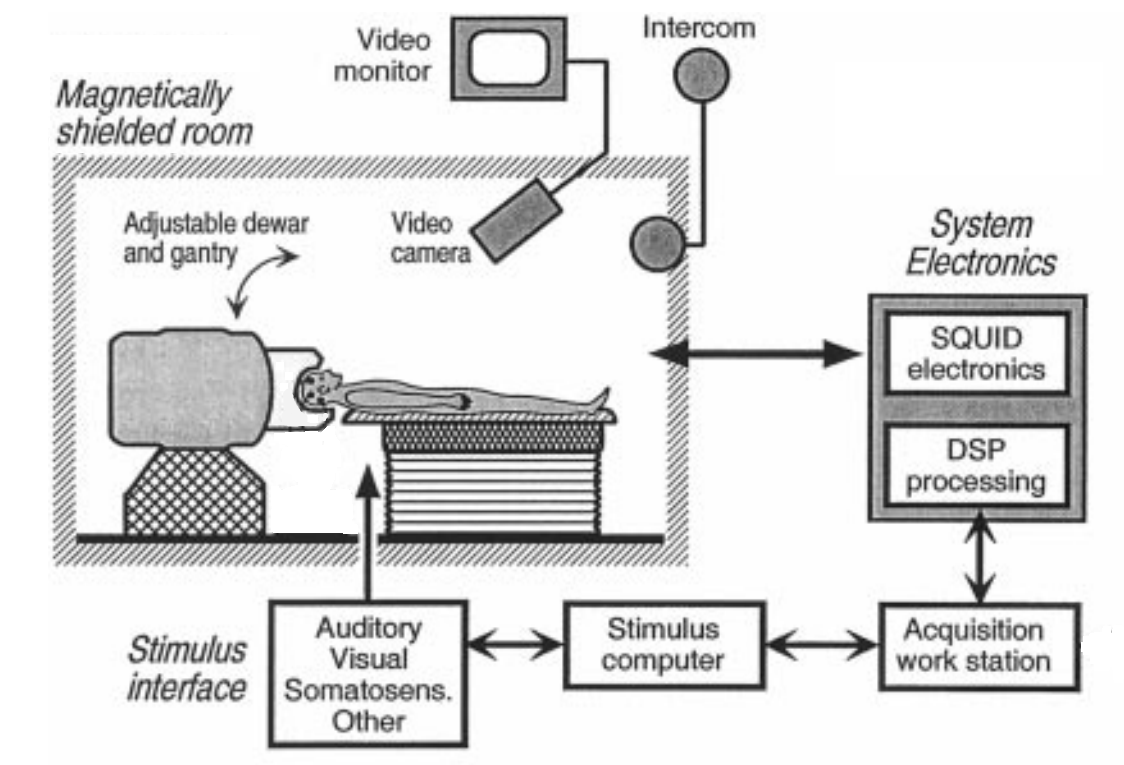 Video
monitor
Intercom
Magnetically
shielded room
Adjustable dewar
and gantry
Video
camera
System
Electronics
SQUID
electronics
DSP
processing
Stimulus
interface
Auditory
Visual
Somatosens.
Other
Stimulus
computer
Acquisition
work station